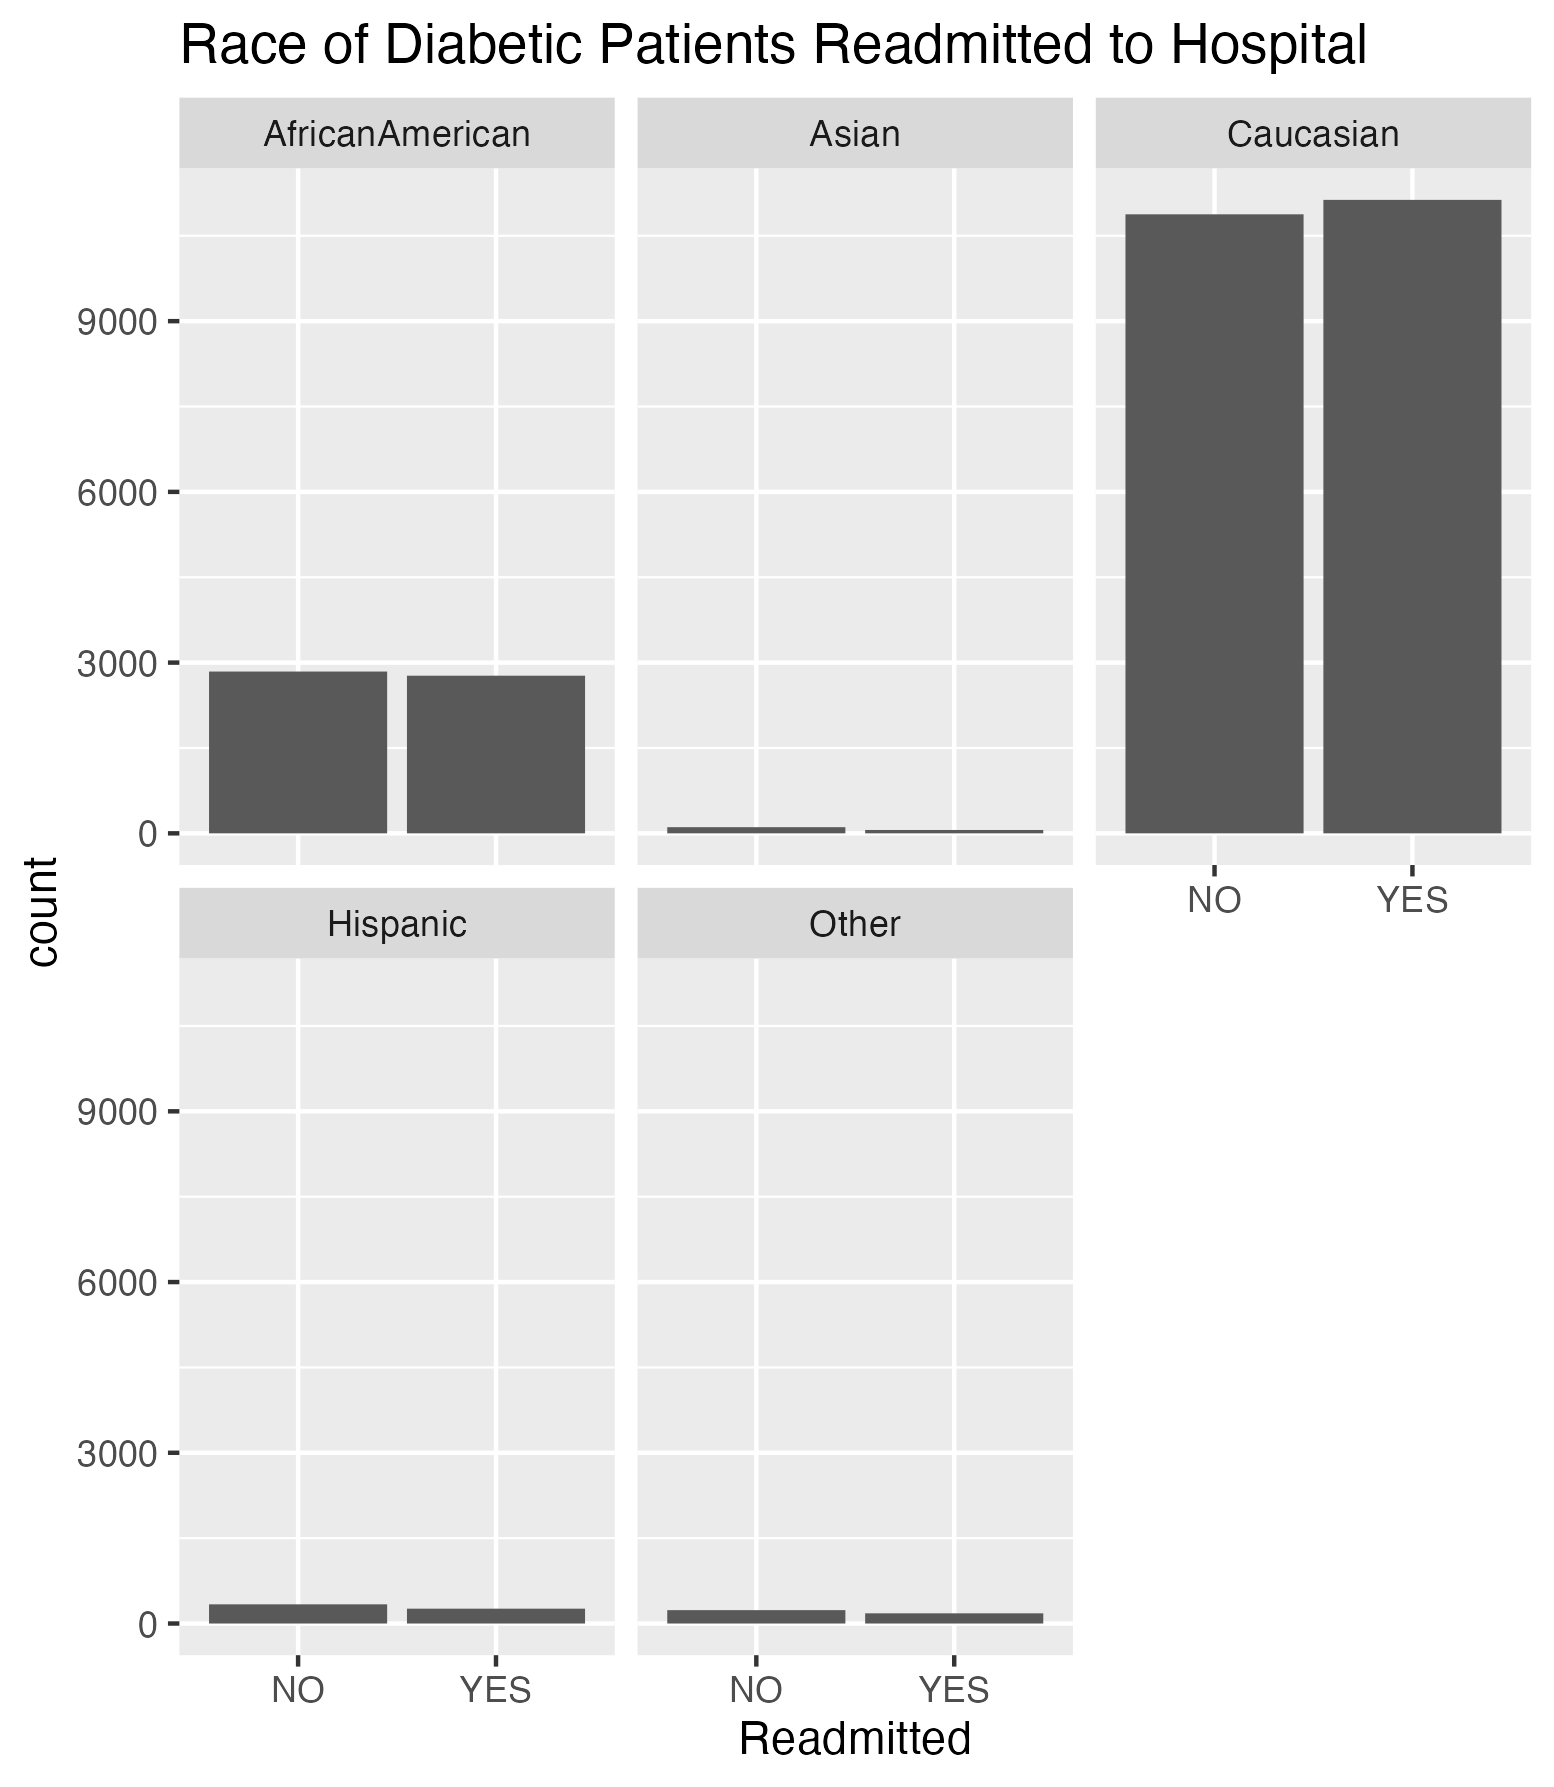 Race of Diabetic Patients Readmitted to Hospital
AfricanAmerican
Asian
Caucasian
9000
6000
3000
0
NO
YES
count
Hispanic
Other
9000
6000
3000
0
NO
YES
NO
YES
Readmitted